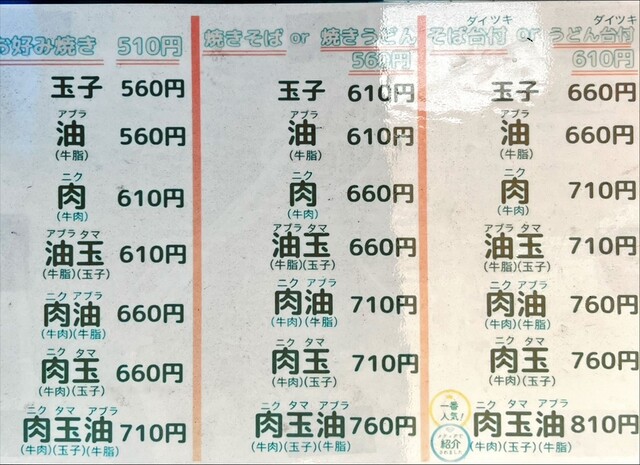 お好み焼き 510円
玉子 560円
アブラ
油 560円
(牛脂)
ニク
肉 610円
(牛肉)
アブラ タマ
油玉 610円
(牛脂)(玉子)
ニク アブラ
肉油 660円
(牛肉)(牛脂)
ニク タマ
肉玉 660円
(牛肉)(玉子)
ニク タマ アブラ
肉玉油 710円
(牛肉)(玉子)(牛脂)
焼きそば or 焼きうどん
560円
玉子 610円
アブラ
油 610円
(牛脂)
ニク
肉 660円
(牛肉)
アブラ タマ
油玉 660円
(牛脂)(玉子)
ニク アブラ
肉油 710円
(牛肉)(牛脂)
ニク タマ
肉玉 710円
(牛肉)(玉子)
ニク タマ アブラ
肉玉油 760円
(牛肉)(玉子)(牛脂)
ダイツキ ダイツキ
そば台付 or うどん台付
610円
玉子 660円
アブラ
油 660円
(牛脂)
ニク
肉 710円
(牛肉)
アブラ タマ
油玉 710円
(牛脂)(玉子)
ニク アブラ
肉油 760円
(牛肉)(牛脂)
ニク タマ
肉玉 760円
(牛肉)(玉子)
一番
人気!
メディアで
紹介
されました
ニク タマ アブラ
肉玉油 810円
(牛肉)(玉子)(牛脂)